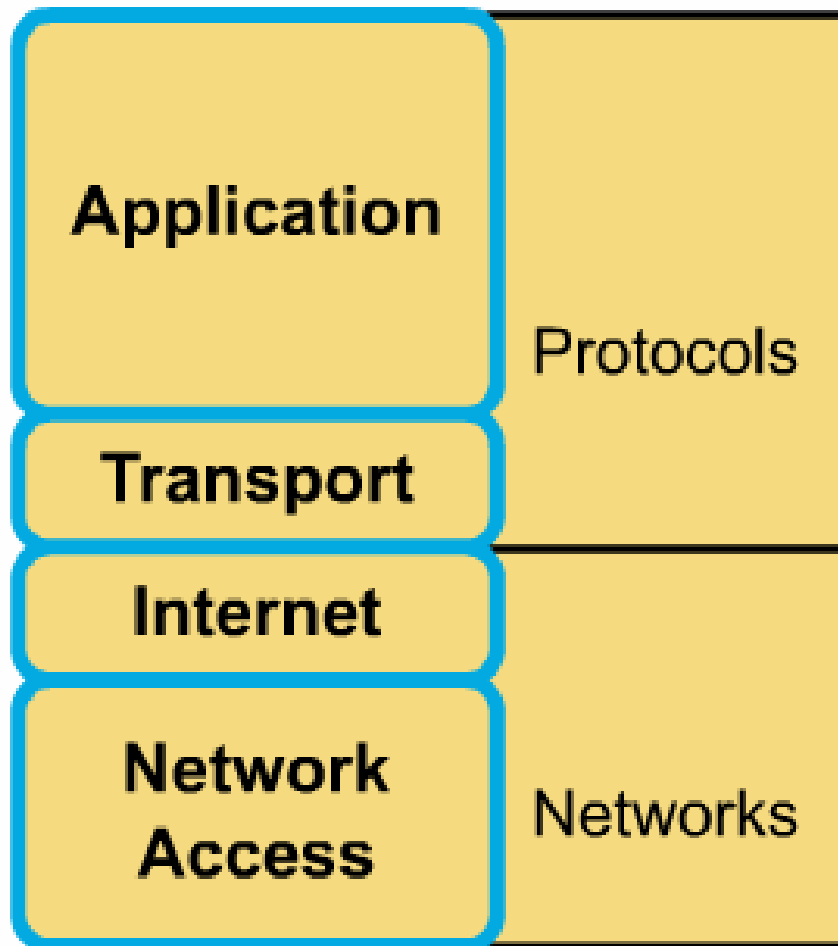 Application
Protocols
Transport
Internet
Network
Access
Networks